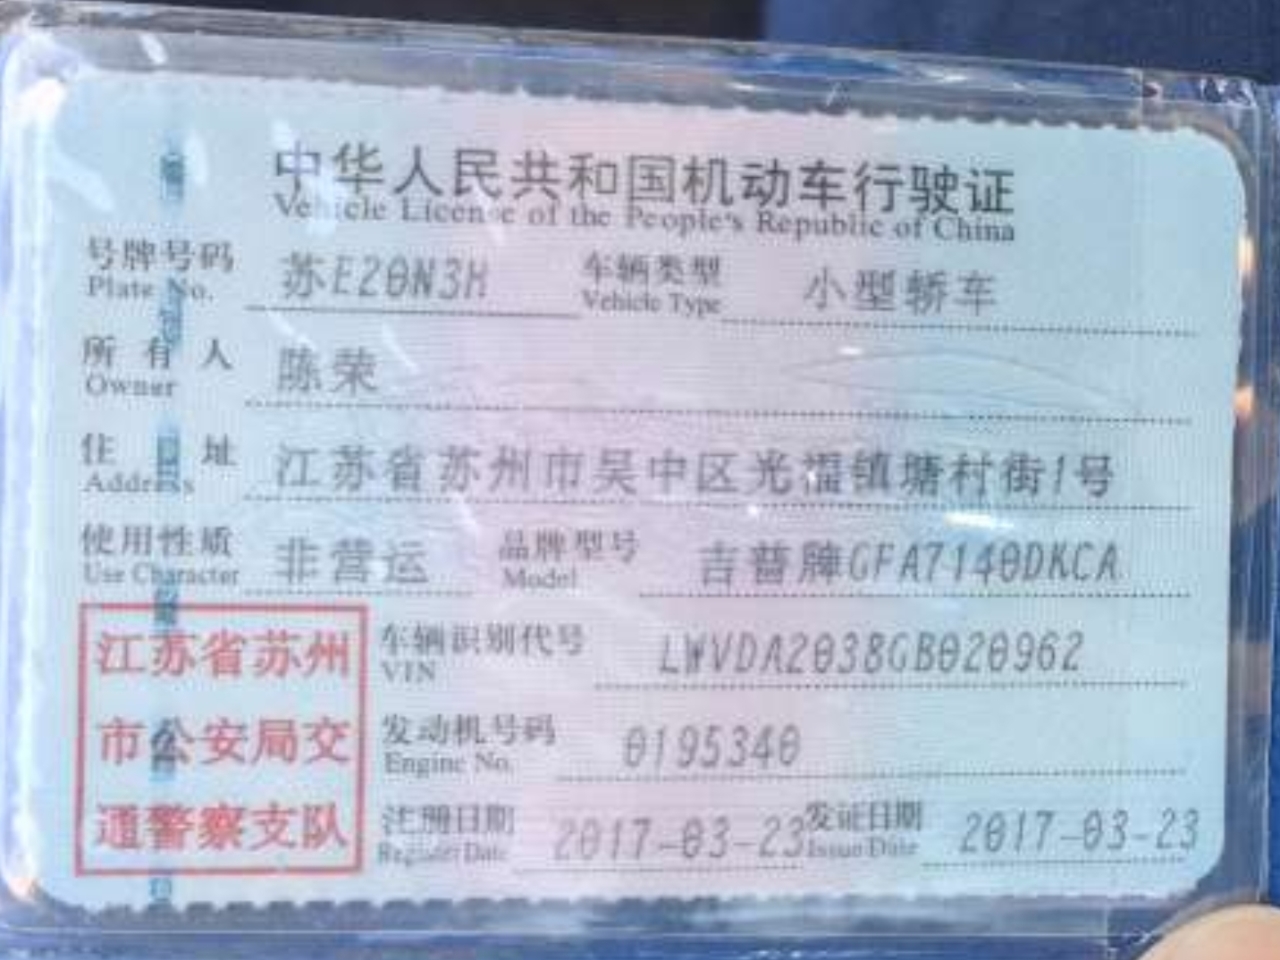 中华人民共和国机动车行驶证
Vehicle License of the People's Republic of China
号牌号码 苏E20N3H 车辆类型 小型轿车
Plate No. Vehicle Type
所有人 陈荣
Owner
住址 江苏省苏州市吴中区光福镇塘村街1号
Address
使用性质 非营运 品牌型号 吉普牌GFA7140DKCA
Use Character Model
江苏省苏州
市公安局交
通警察支队
车辆识别代号 LWVDA2038GB020962
VIN
发动机号码 0195340
Engine No.
注册日期 2017-03-23 发证日期 2017-03-23
Register Date Issue Date